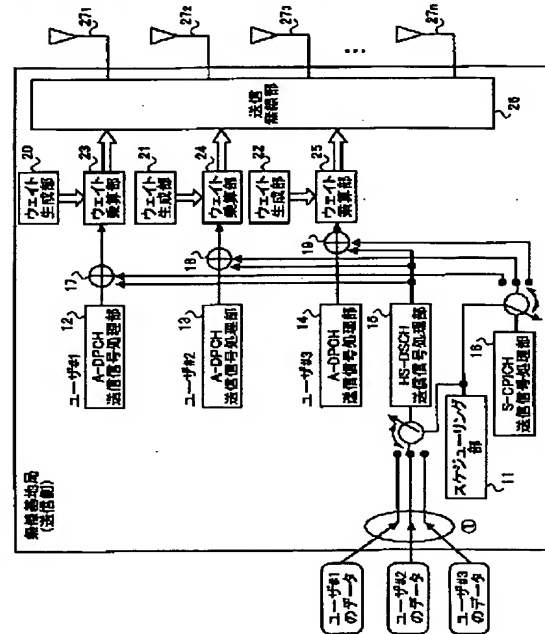 無線基地局
(送信側)
ユーザ#1
12
A-DPCH
送信信号処理部
17
20
ウェイト
生成部
23
ウェイト
乗算部
ユーザ#2
13
A-DPCH
送信信号処理部
18
21
ウェイト
生成部
24
ウェイト
乗算部
ユーザ#3
14
A-DPCH
送信信号処理部
19
22
ウェイト
生成部
25
ウェイト
乗算部
送信
無線部
26
27₁
27₂
27₃
…
27n
15
HS-DSCH
送信信号処理部
スケジューリング
部
11
16
S-CPICH
送信信号処理部
①
ユーザ#1
のデータ
ユーザ#2
のデータ
ユーザ#3
のデータ